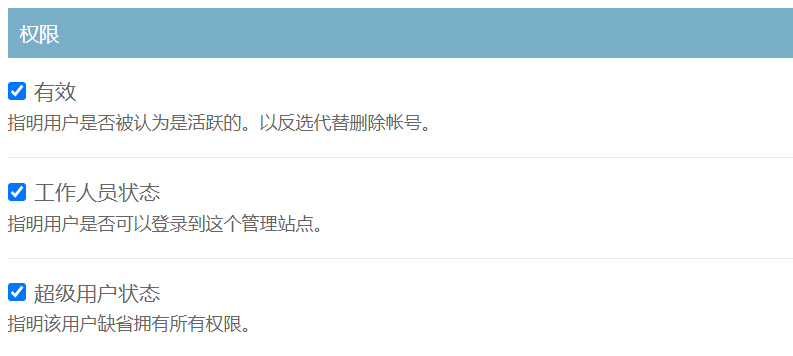 权限
有效
指明用户是否被认为是活跃的。以反选代替删除帐号。
工作人员状态
指明用户是否可以登录到这个管理站点。
超级用户状态
指明该用户缺省拥有所有权限。